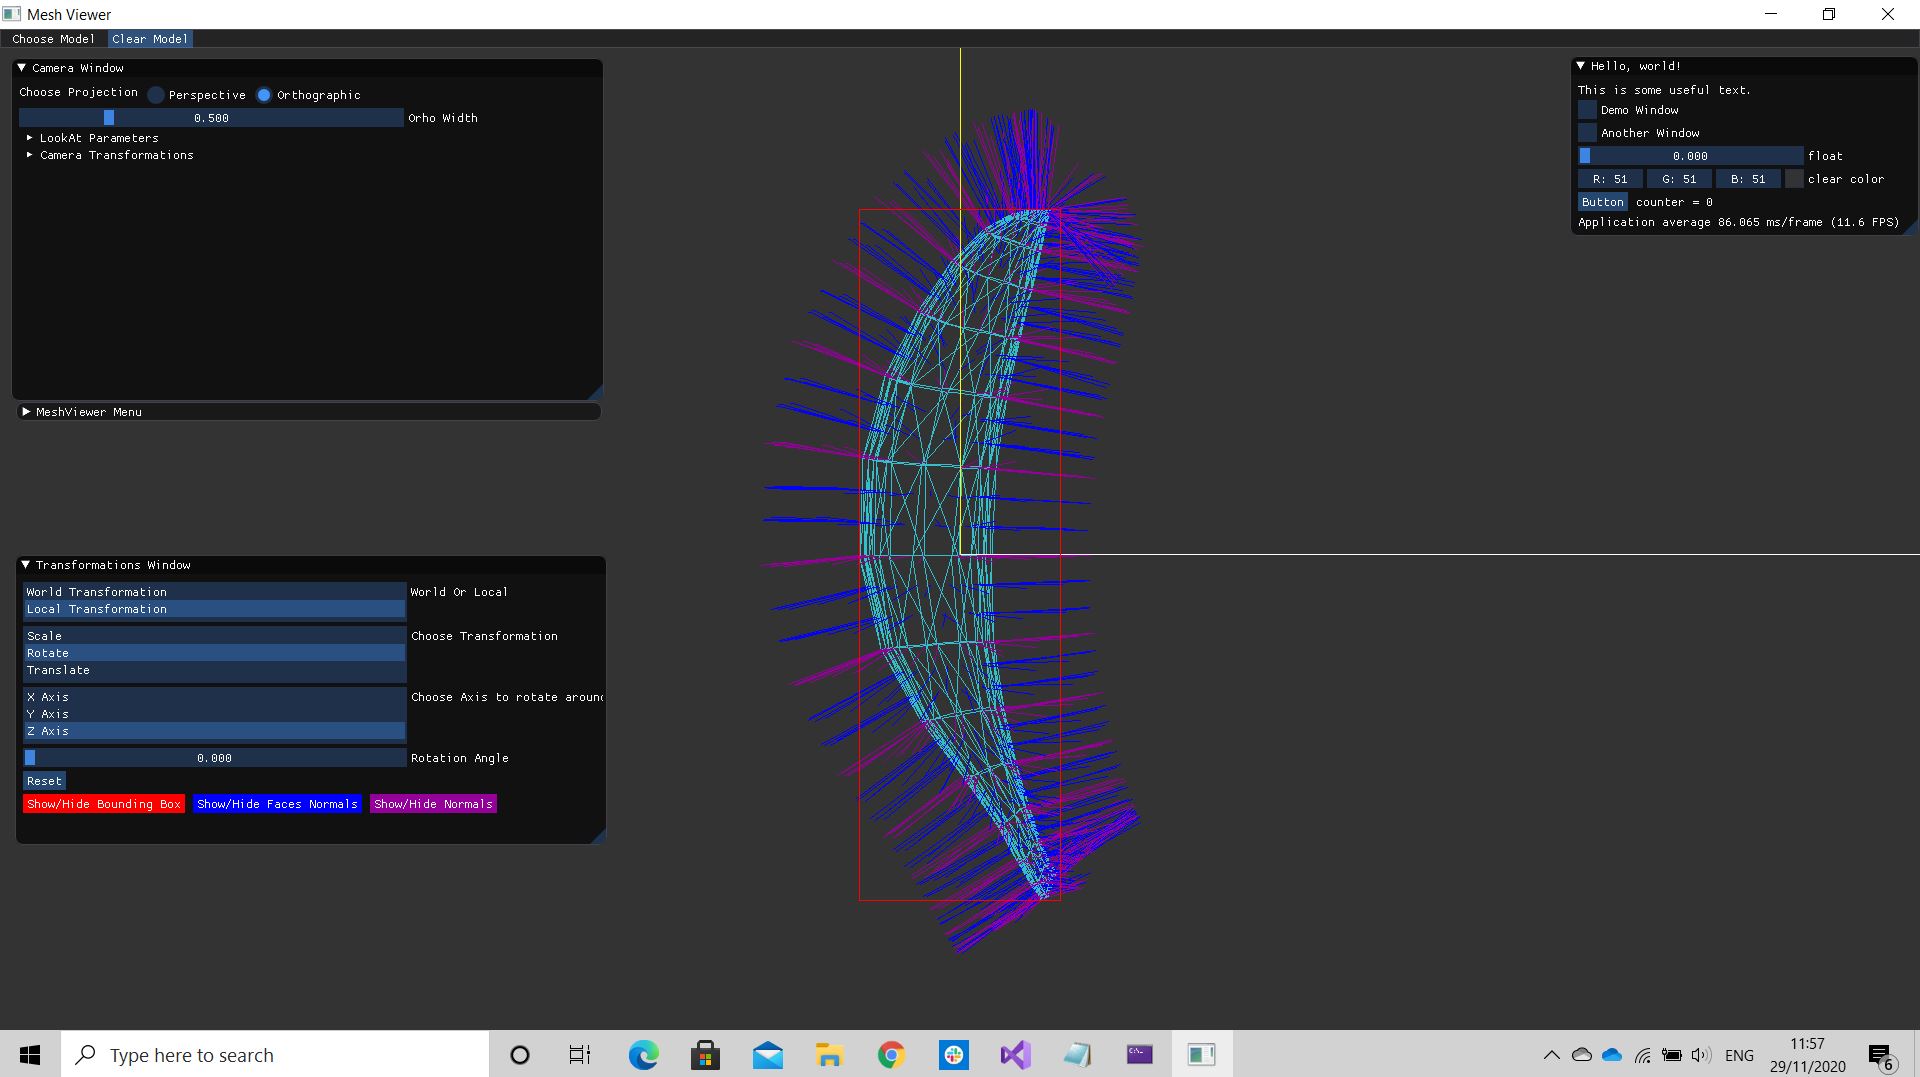 Mesh Viewer
Choose Model Clear Model
Camera Window
Choose Projection Perspective Orthographic
0.500 Orho Width
LookAt Parameters
Camera Transformations
MeshViewer Menu
Hello, world!
This is some useful text.
Demo Window
Another Window
0.000 float
R: 51 G: 51 B: 51 clear color
Button counter = 0
Application average 86.065 ms/frame (11.6 FPS)
Transformations Window
World Transformation World Or Local
Local Transformation
Scale Choose Transformation
Rotate
Translate
X Axis Choose Axis to rotate aroun
Y Axis
Z Axis
0.000 Rotation Angle
Reset
Show/Hide Bounding Box Show/Hide Faces Normals Show/Hide Normals
Type here to search
ENG
11:57
29/11/2020
6